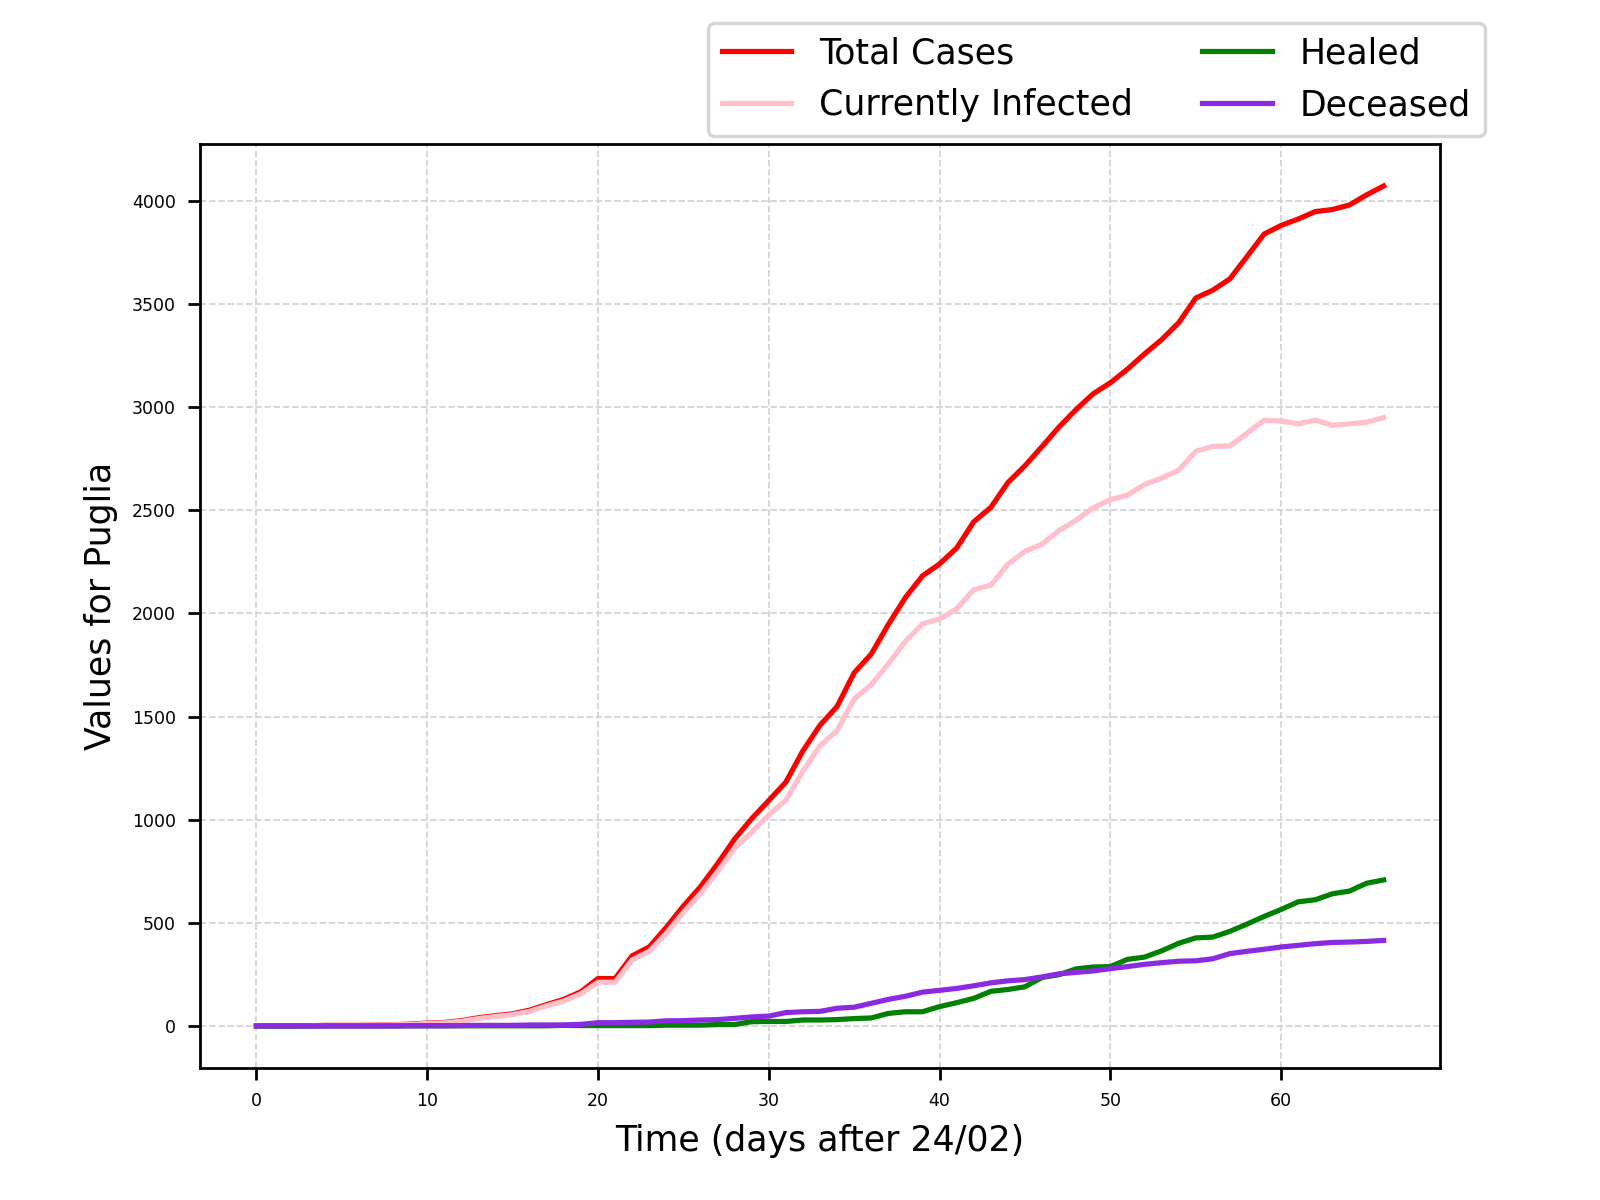 Total Cases
Currently Infected
Healed
Deceased
4000
3500
3000
2500
2000
1500
1000
500
0
Values for Puglia
0 10 20 30 40 50 60
Time (days after 24/02)